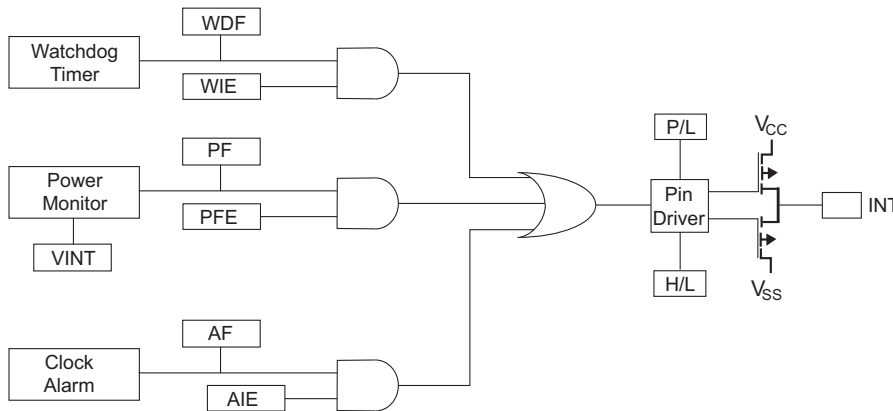 WDF
Watchdog
Timer
WIE
P/L
VCC
PF
Power
Monitor
PFE
Pin
Driver
INT
VINT
H/L
VSS
AF
Clock
Alarm
AIE